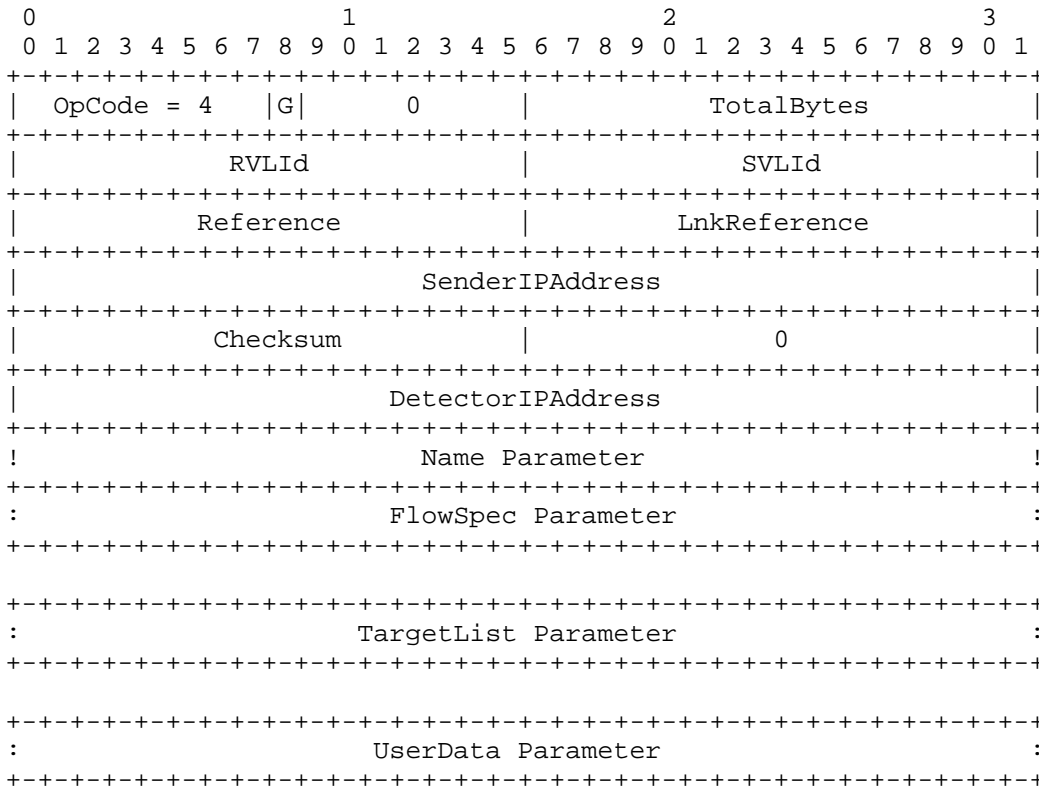 0                   1                   2                   3
 0 1 2 3 4 5 6 7 8 9 0 1 2 3 4 5 6 7 8 9 0 1 2 3 4 5 6 7 8 9 0 1
+-+-+-+-+-+-+-+-+-+-+-+-+-+-+-+-+-+-+-+-+-+-+-+-+-+-+-+-+-+-+-+-+
|  OpCode = 4   |G|      0      |           TotalBytes          |
+-+-+-+-+-+-+-+-+-+-+-+-+-+-+-+-+-+-+-+-+-+-+-+-+-+-+-+-+-+-+-+-+
|             RVLId             |             SVLId             |
+-+-+-+-+-+-+-+-+-+-+-+-+-+-+-+-+-+-+-+-+-+-+-+-+-+-+-+-+-+-+-+-+
|           Reference           |         LnkReference          |
+-+-+-+-+-+-+-+-+-+-+-+-+-+-+-+-+-+-+-+-+-+-+-+-+-+-+-+-+-+-+-+-+
|                         SenderIPAddress                       |
+-+-+-+-+-+-+-+-+-+-+-+-+-+-+-+-+-+-+-+-+-+-+-+-+-+-+-+-+-+-+-+-+
|            Checksum           |               0               |
+-+-+-+-+-+-+-+-+-+-+-+-+-+-+-+-+-+-+-+-+-+-+-+-+-+-+-+-+-+-+-+-+
|                       DetectorIPAddress                       |
+-+-+-+-+-+-+-+-+-+-+-+-+-+-+-+-+-+-+-+-+-+-+-+-+-+-+-+-+-+-+-+-+
!                         Name Parameter                        !
+-+-+-+-+-+-+-+-+-+-+-+-+-+-+-+-+-+-+-+-+-+-+-+-+-+-+-+-+-+-+-+-+
:                       FlowSpec Parameter                      :
+-+-+-+-+-+-+-+-+-+-+-+-+-+-+-+-+-+-+-+-+-+-+-+-+-+-+-+-+-+-+-+-+

+-+-+-+-+-+-+-+-+-+-+-+-+-+-+-+-+-+-+-+-+-+-+-+-+-+-+-+-+-+-+-+-+
:                     TargetList Parameter                      :
+-+-+-+-+-+-+-+-+-+-+-+-+-+-+-+-+-+-+-+-+-+-+-+-+-+-+-+-+-+-+-+-+

+-+-+-+-+-+-+-+-+-+-+-+-+-+-+-+-+-+-+-+-+-+-+-+-+-+-+-+-+-+-+-+-+
:                      UserData Parameter                       :
+-+-+-+-+-+-+-+-+-+-+-+-+-+-+-+-+-+-+-+-+-+-+-+-+-+-+-+-+-+-+-+-+